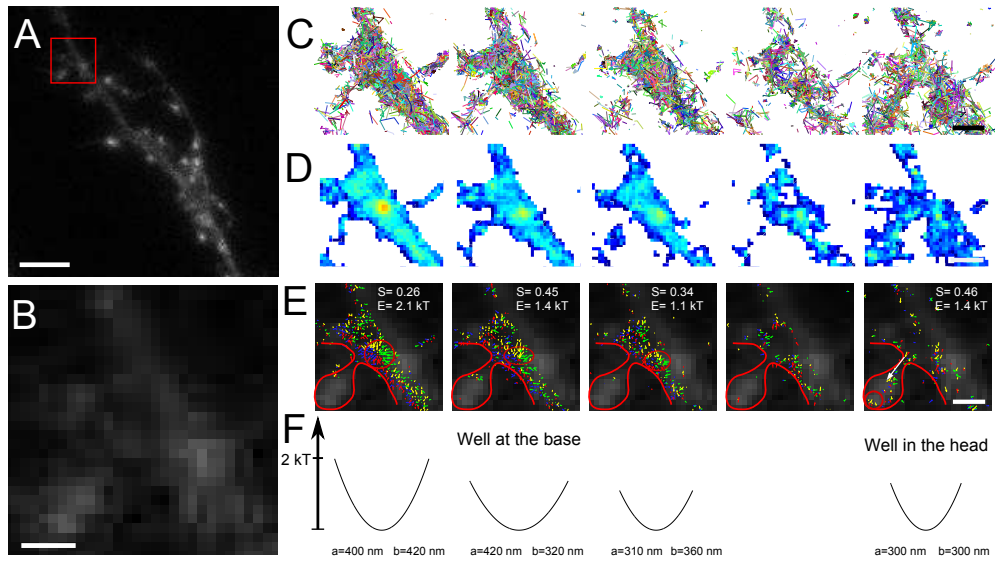 A
B
C
D
E
S= 0.26
E= 2.1 kT
S= 0.45
E= 1.4 kT
S= 0.34
E= 1.1 kT
S= 0.46
E= 1.4 kT
F
Well at the base
Well in the head
2 kT
a=400 nm b=420 nm
a=420 nm b=320 nm
a=310 nm b=360 nm
a=300 nm b=300 nm